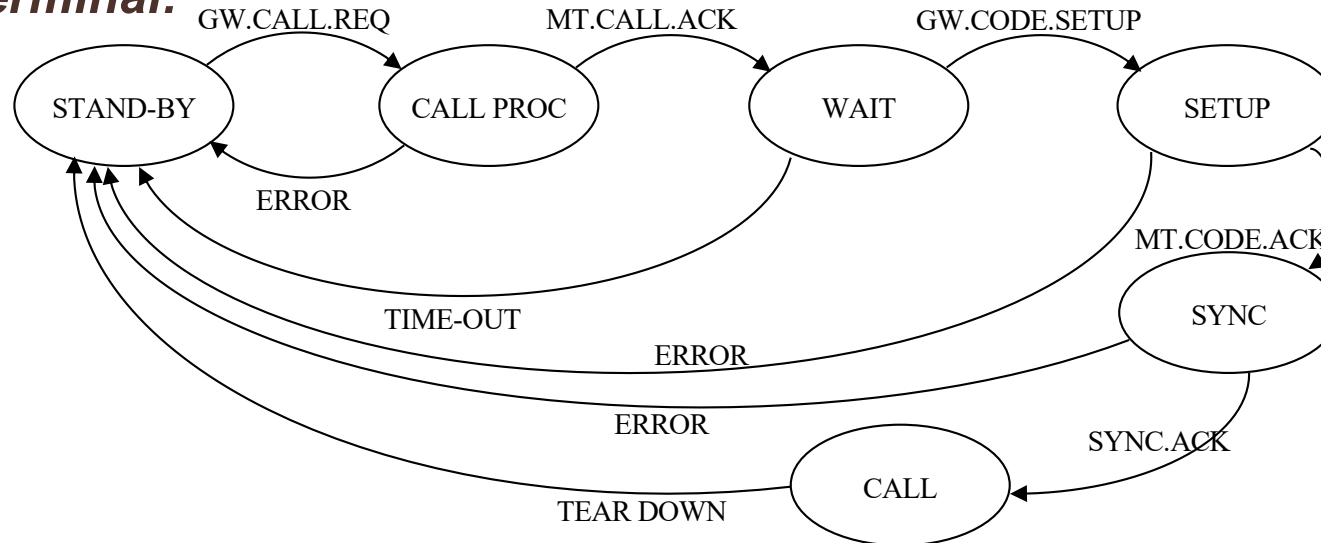 erminal.
GW.CALL.REQ
MT.CALL.ACK
GW.CODE.SETUP
STAND-BY
CALL PROC
WAIT
SETUP
ERROR
MT.CODE.ACK
TIME-OUT
SYNC
ERROR
ERROR
SYNC.ACK
CALL
TEAR DOWN